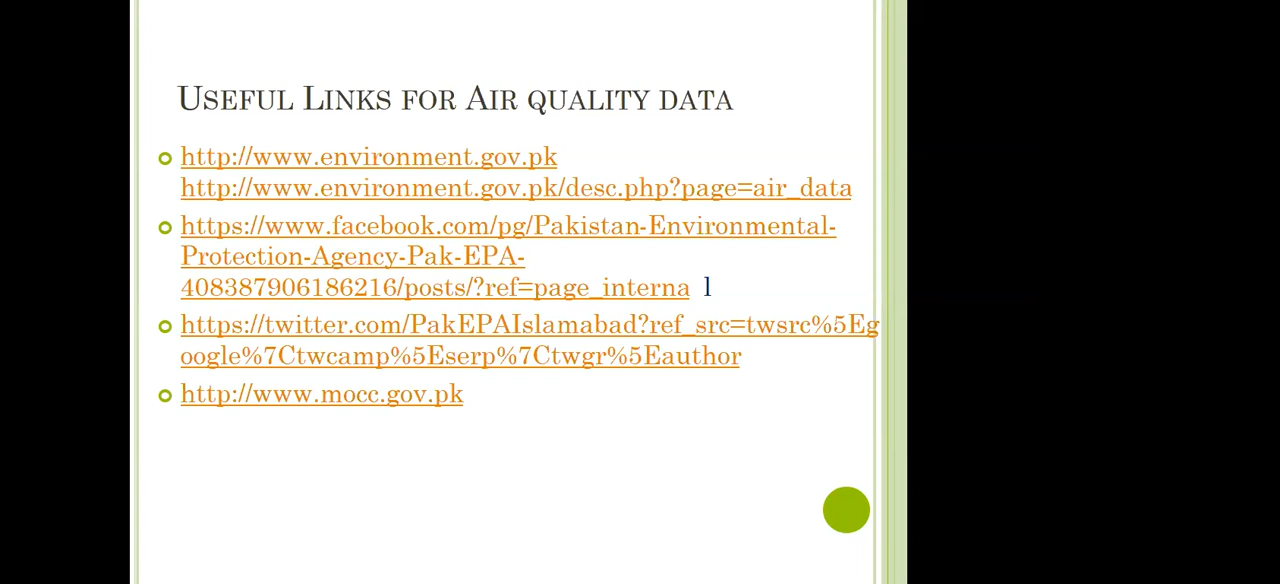 USEFUL LINKS FOR AIR QUALITY DATA
http://www.environment.gov.pk
http://www.environment.gov.pk/desc.php?page=air_data
https://www.facebook.com/pg/Pakistan-Environmental-
Protection-Agency-Pak-EPA-
408387906186216/posts/?ref=page_interna l
https://twitter.com/PakEPAIslamabad?ref_src=twsrc%5Eg
oogle%7Ctwcamp%5Eserp%7Ctwgr%5Eauthor
http://www.mocc.gov.pk